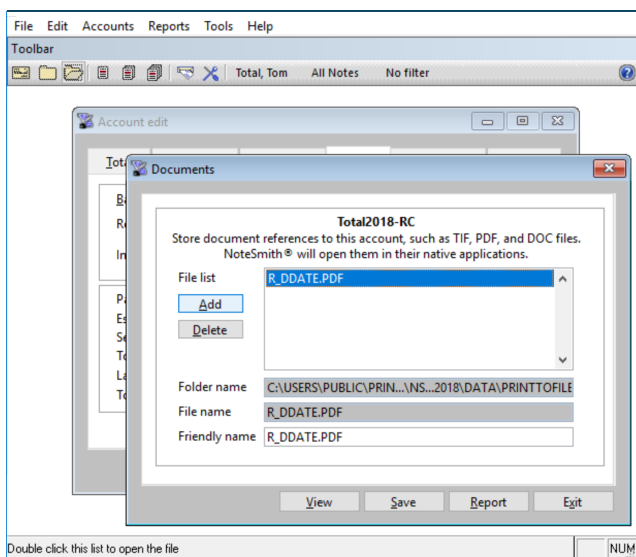 File Edit Accounts Reports Tools Help
Toolbar
Total, Tom All Notes No filter
Account edit
Documents
Total2018-RC
Store document references to this account, such as TIF, PDF, and DOC files.
NoteSmith® will open them in their native applications.
File list
R_DDATE.PDF
Add
Delete
Folder name C:\USERS\PUBLIC\PRIN...\NS...2018\DATA\PRINTTOFILE
File name R_DDATE.PDF
Friendly name R_DDATE.PDF
View Save Report Exit
Double click this list to open the file NUM